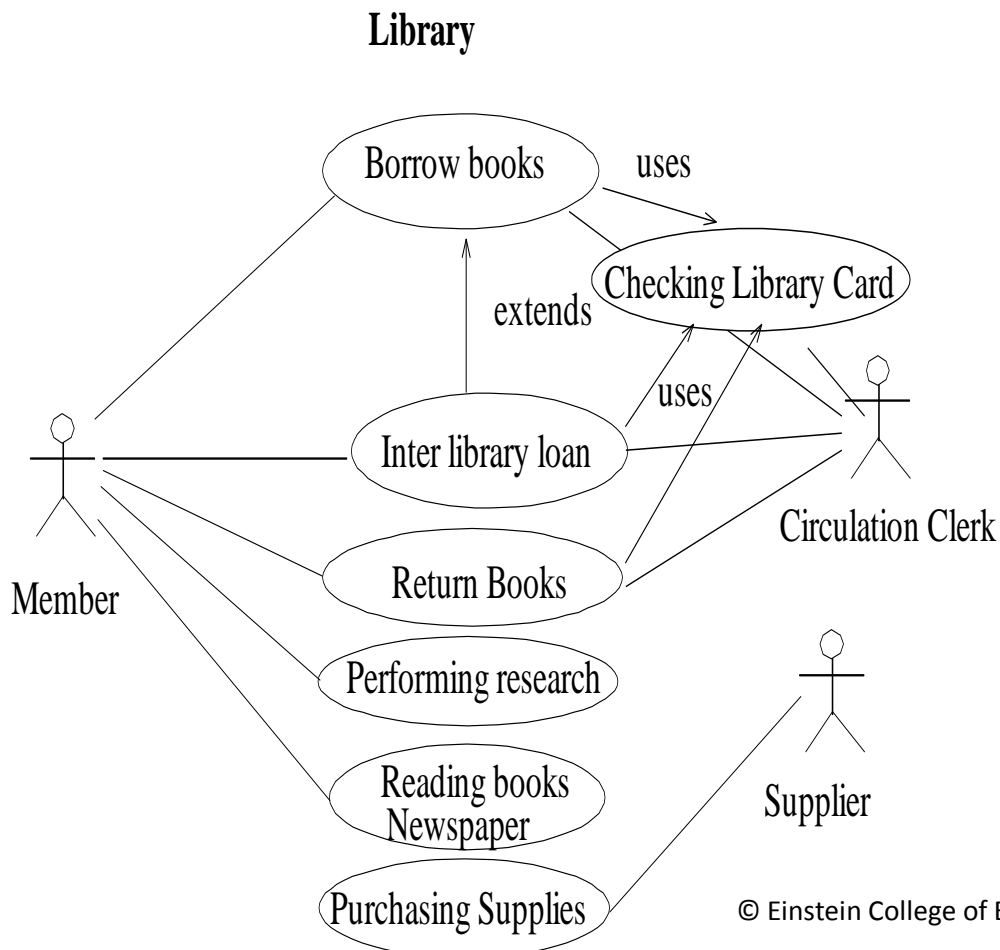 Library
Borrow books
uses
Checking Library Card
extends
uses
Inter library loan
Circulation Clerk
Return Books
Member
Performing research
Reading books
Newspaper
Supplier
Purchasing Supplies
© Einstein College of E